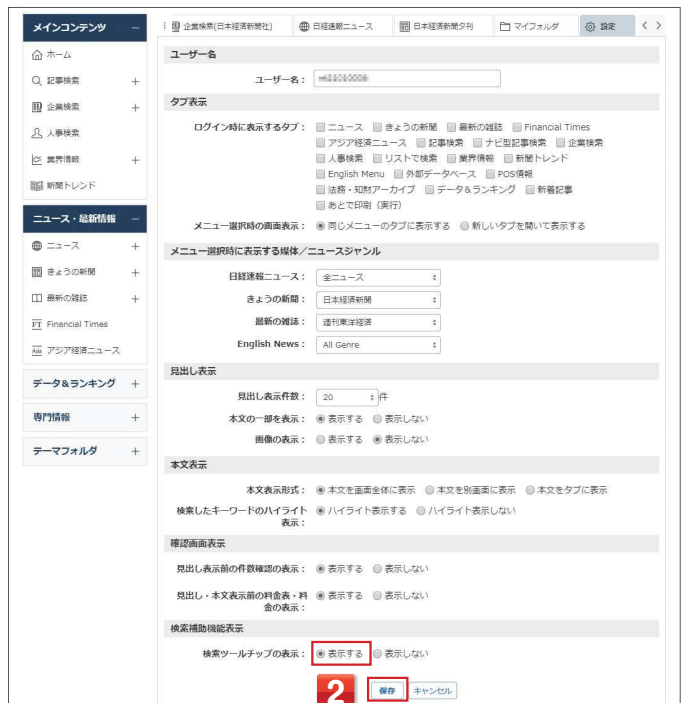 メインコンテンツ －
ホーム
記事検索 ＋
企業検索 ＋
人事検索
業界情報 ＋
新聞トレンド
ニュース・最新情報 －
ニュース ＋
きょうの新聞 ＋
最新の雑誌 ＋
FT Financial Times
Asia アジア経済ニュース
データ＆ランキング ＋
専門情報 ＋
テーマフォルダ ＋
企業検索(日本経済新聞社) 日経速報ニュース 日本経済新聞夕刊 マイフォルダ 設定 < >
ユーザー名
ユーザー名：
タブ表示
ログイン時に表示するタブ： ニュース きょうの新聞 最新の雑誌 Financial Times
アジア経済ニュース 記事検索 ナビ型記事検索 企業検索
人事検索 リストで検索 業界情報 新聞トレンド
English Menu 外部データベース POS情報
法務・知財アーカイブ データ＆ランキング 新着記事
あとで印刷（実行）
メニュー選択時の画面表示： 同じメニューのタブに表示する 新しいタブを開いて表示する
メニュー選択時に表示する媒体／ニュースジャンル
日経速報ニュース： 全ニュース
きょうの新聞： 日本経済新聞
最新の雑誌： 週刊東洋経済
English News： All Genre
見出し表示
見出し表示件数： 20 件
本文の一部を表示： 表示する 表示しない
画像の表示： 表示する 表示しない
本文表示
本文表示形式： 本文を画面全体に表示 本文を別画面に表示 本文をタブに表示
検索したキーワードのハイライト ハイライト表示する ハイライト表示しない
表示：
確認画面表示
見出し表示前の件数確認の表示： 表示する 表示しない
見出し・本文表示前の料金表・料 表示する 表示しない
金の表示：
検索補助機能表示
検索ツールチップの表示： 表示する 表示しない
2 保存 キャンセル